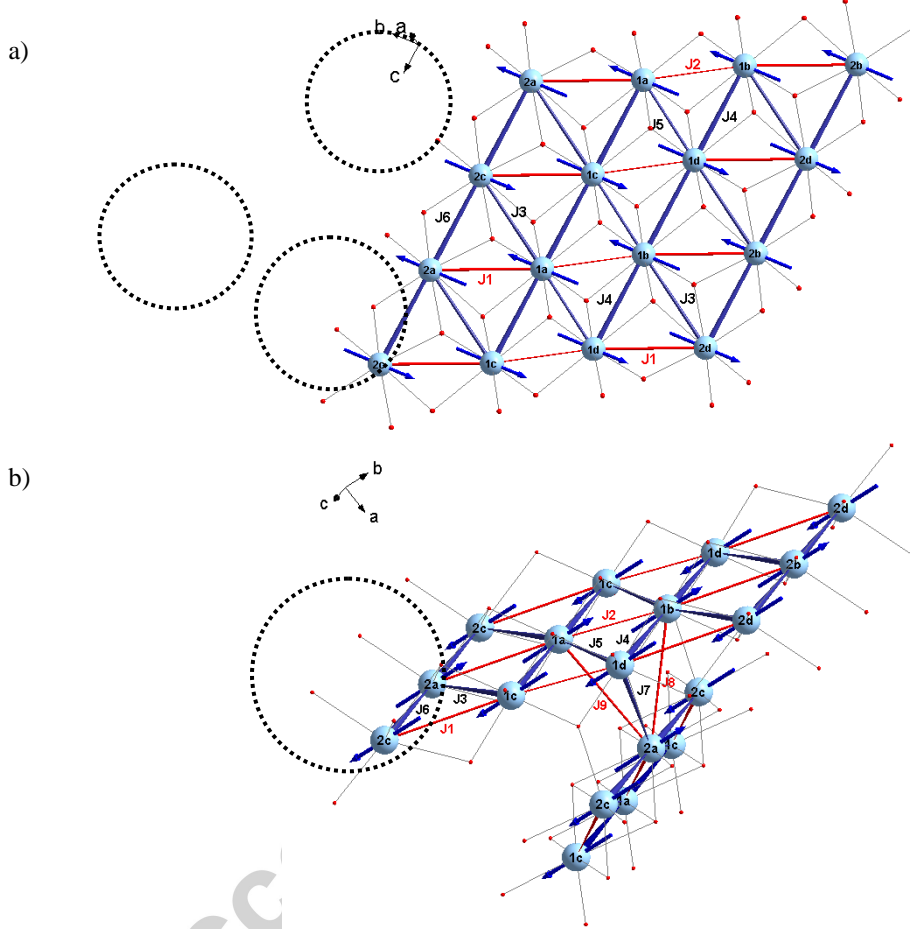 a)
b a
c
2a 1a J2 1b 2b
J5 J4
2c 1c 1d 2d
J6 J3
2a 1a 1b 2b
J1 J4 J3
2c 1c 1d 2d
J1
b)
b
c
a
2d
1d 2b
1c
2c J2 1b 2d
1a J5 J4
1d
2a J3 1c J7 J8 2c
J6 J9
2c J1 2a 1c
2c 1a
1c
sc